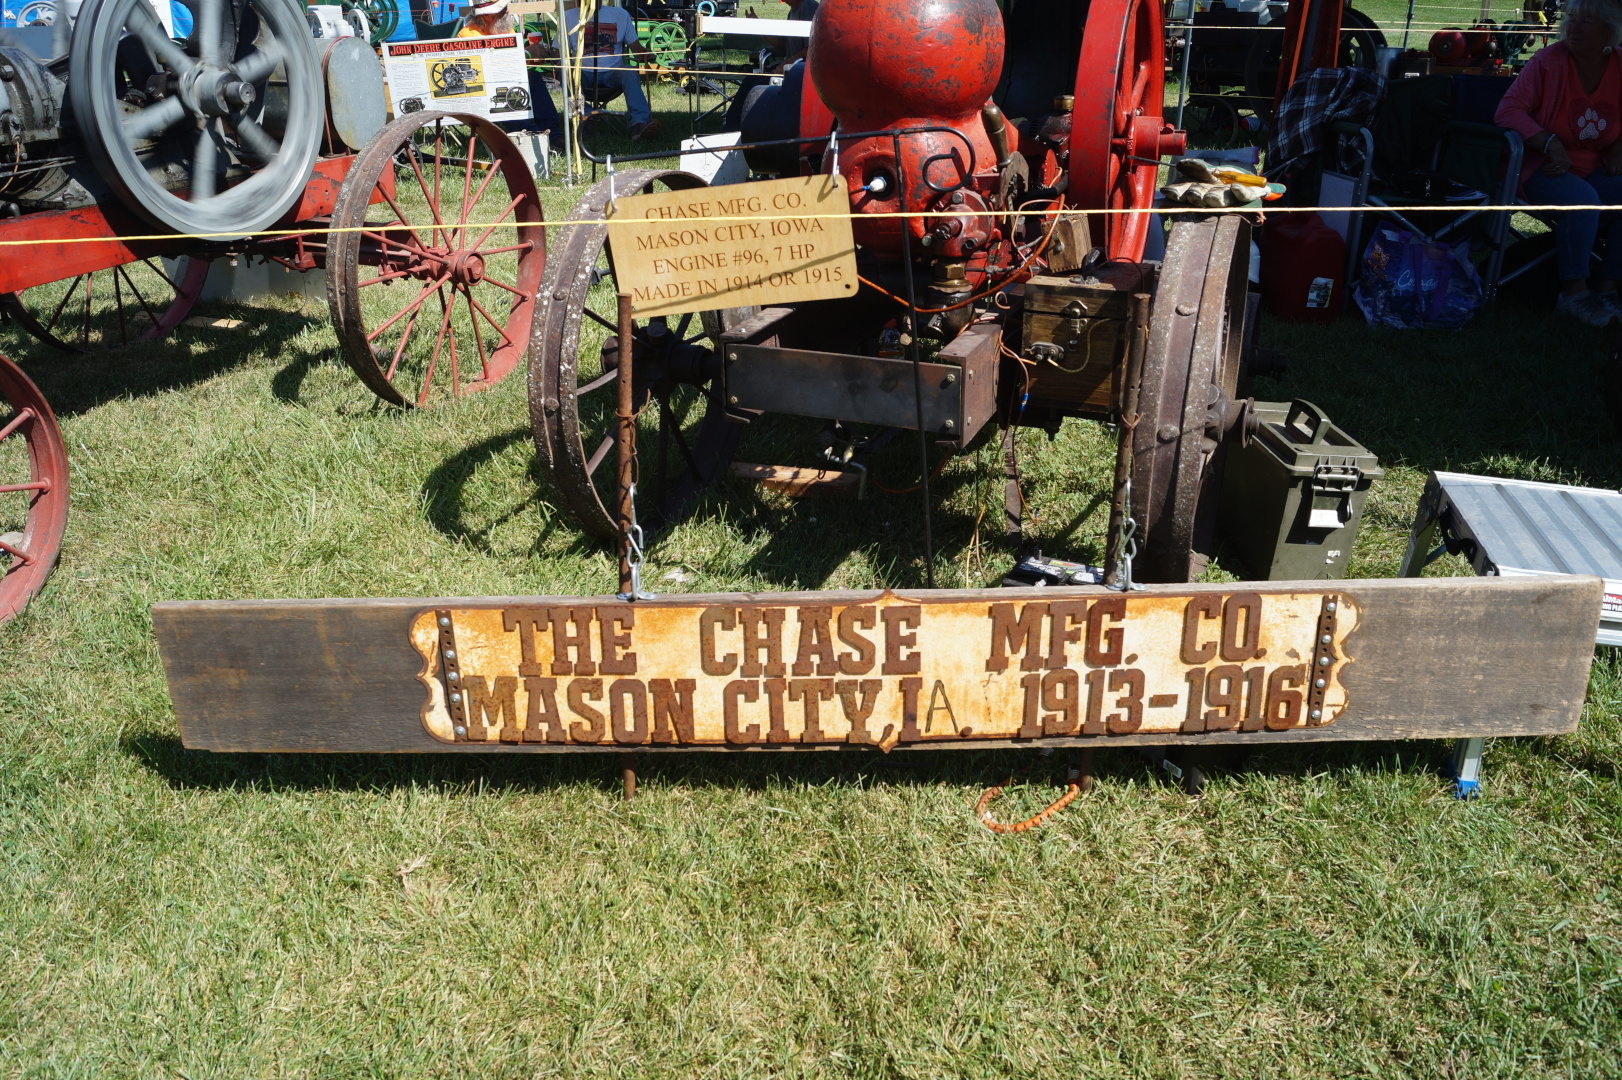 JOHN DEERE GASOLINE ENGINE
CHASE MFG. CO.
MASON CITY, IOWA
ENGINE #96, 7 HP
MADE IN 1914 OR 1915
THE CHASE MFG. CO.
MASON CITY, IA. 1913-1916